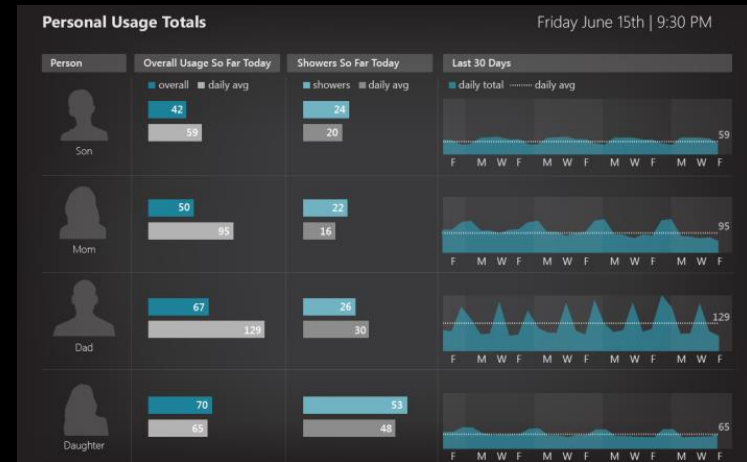 Personal Usage Totals
Friday June 15th | 9:30 PM
Person
Overall Usage So Far Today
Showers So Far Today
Last 30 Days
overall daily avg
showers daily avg
daily total daily avg
42
59
24
20
59
Son
F M W F M W F M W F M W F
50
95
22
16
95
Mom
F M W F M W F M W F M W F
67
129
26
30
129
Dad
F M W F M W F M W F M W F
70
65
53
48
65
Daughter
F M W F M W F M W F M W F